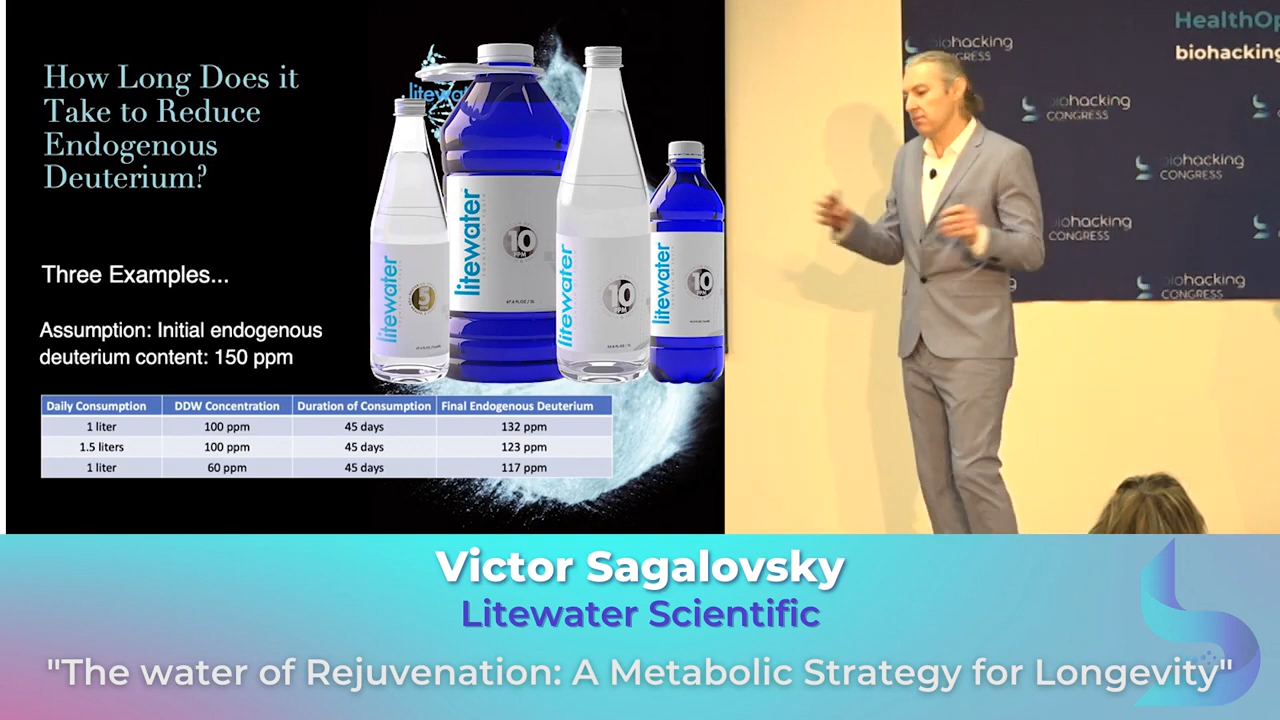 How Long Does it
Take to Reduce
Endogenous
Deuterium?
Three Examples...
Assumption: Initial endogenous
deuterium content: 150 ppm
Daily Consumption DDW Concentration Duration of Consumption Final Endogenous Deuterium
1 liter 100 ppm 45 days 132 ppm
1.5 liters 100 ppm 45 days 123 ppm
1 liter 60 ppm 45 days 117 ppm
litewater
5
litewater
10
PPM
litewater
10
PPM
litewater
10
PPM
HealthOp
biohacking
biohacking
CONGRESS
biohacking
CONGRESS
biohacking
CONGRESS
biohacking
CONGRESS
Victor Sagalovsky
Litewater Scientific
"The water of Rejuvenation: A Metabolic Strategy for Longevity"